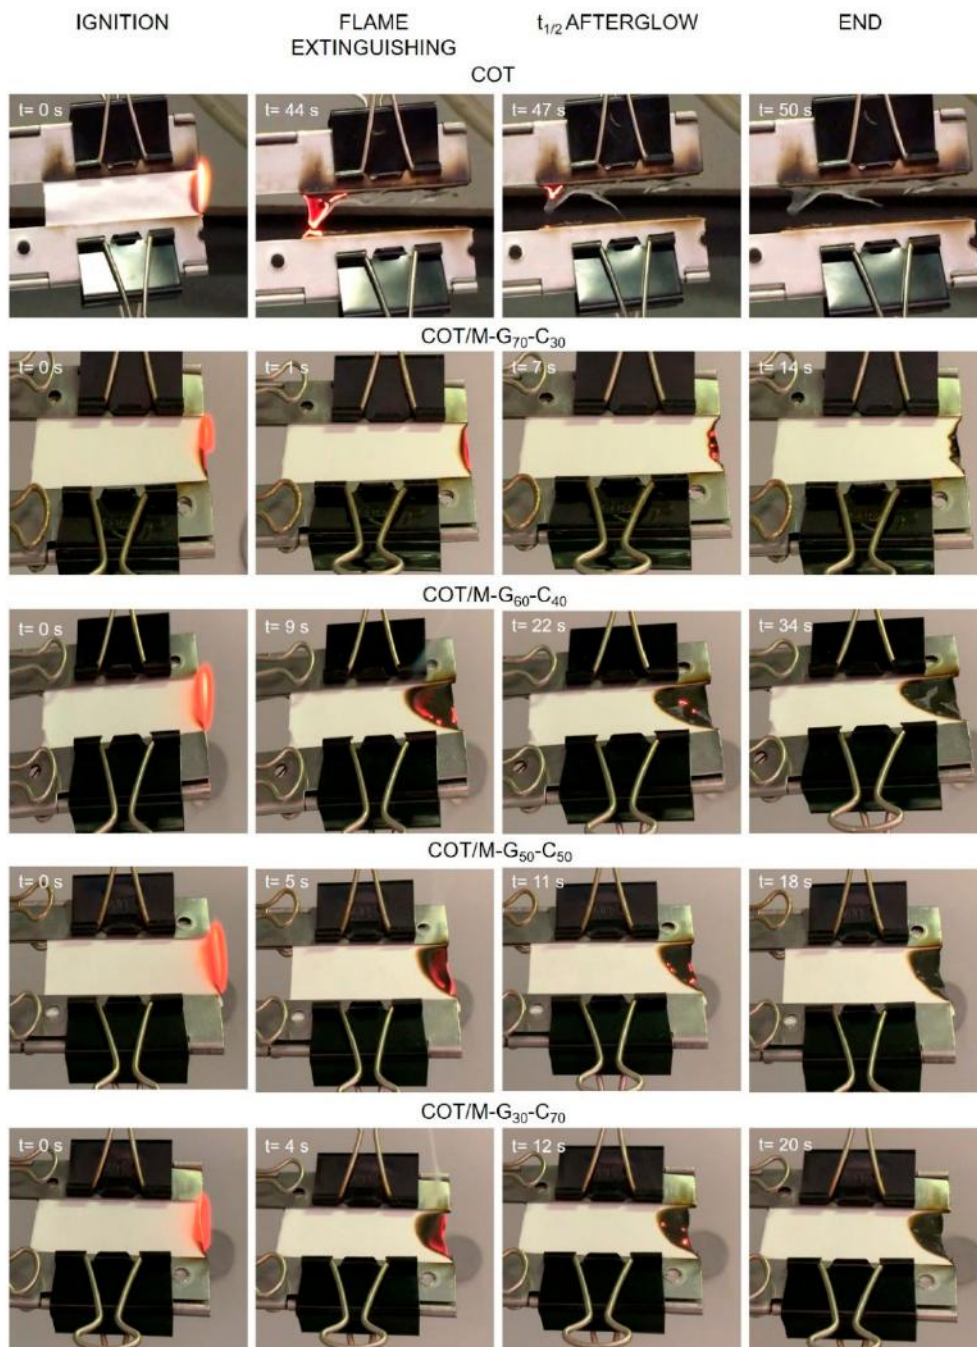 IGNITION FLAME EXTINGUISHING t1/2 AFTERGLOW END
COT
t= 0 s t= 44 s t= 47 s t= 50 s
COT/M-G70-C30
t= 0 s t= 1 s t= 7 s t= 14 s
COT/M-G60-C40
t= 0 s t= 9 s t= 22 s t= 34 s
COT/M-G50-C50
t= 0 s t= 5 s t= 11 s t= 18 s
COT/M-G30-C70
t= 0 s t= 4 s t= 12 s t= 20 s